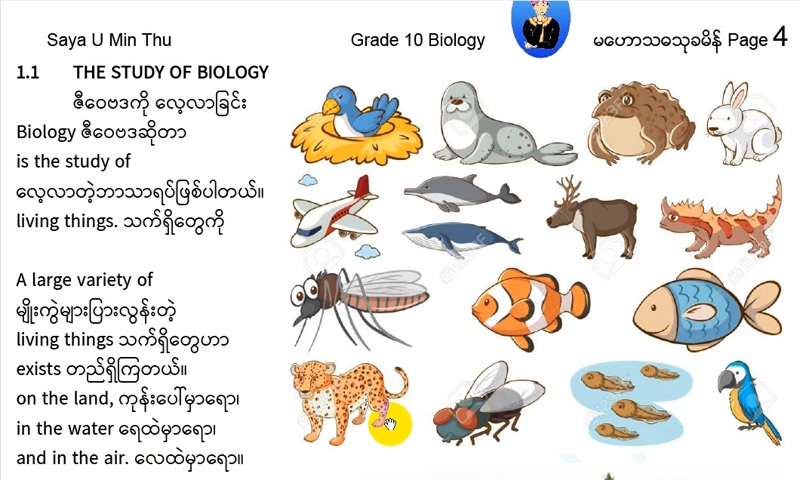 Saya U Min Thu
Grade 10 Biology
မဟောသဓသုခမိန် Page 4
1.1 THE STUDY OF BIOLOGY
ဇီဝဗေဒကို လေ့လာခြင်း
Biology ဇီဝဗေဒဆိုတာ
is the study of
လေ့လာတဲ့ဘာသာရပ်ဖြစ်ပါတယ်။
living things. သက်ရှိတွေကို
A large variety of
မျိုးကွဲများပြားလွန်းတဲ့
living things သက်ရှိတွေဟာ
exists တည်ရှိကြတယ်။
on the land, ကုန်းပေါ်မှာရော၊
in the water ရေထဲမှာရော၊
and in the air. လေထဲမှာရော။